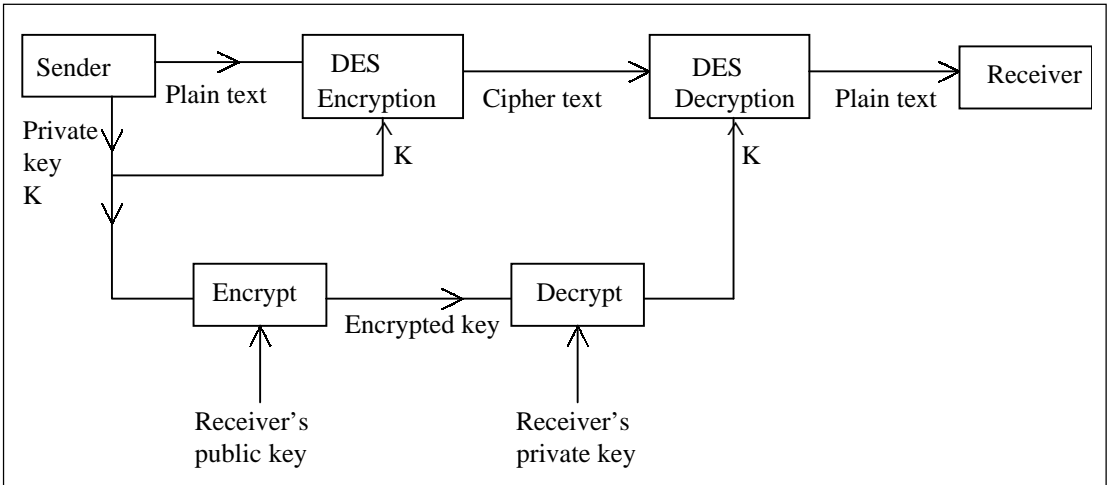 Sender
Plain text
DES
Encryption
Cipher text
DES
Decryption
Plain text
Receiver
Private
key
K
K
K
Encrypt
Encrypted key
Decrypt
Receiver’s
public key
Receiver’s
private key